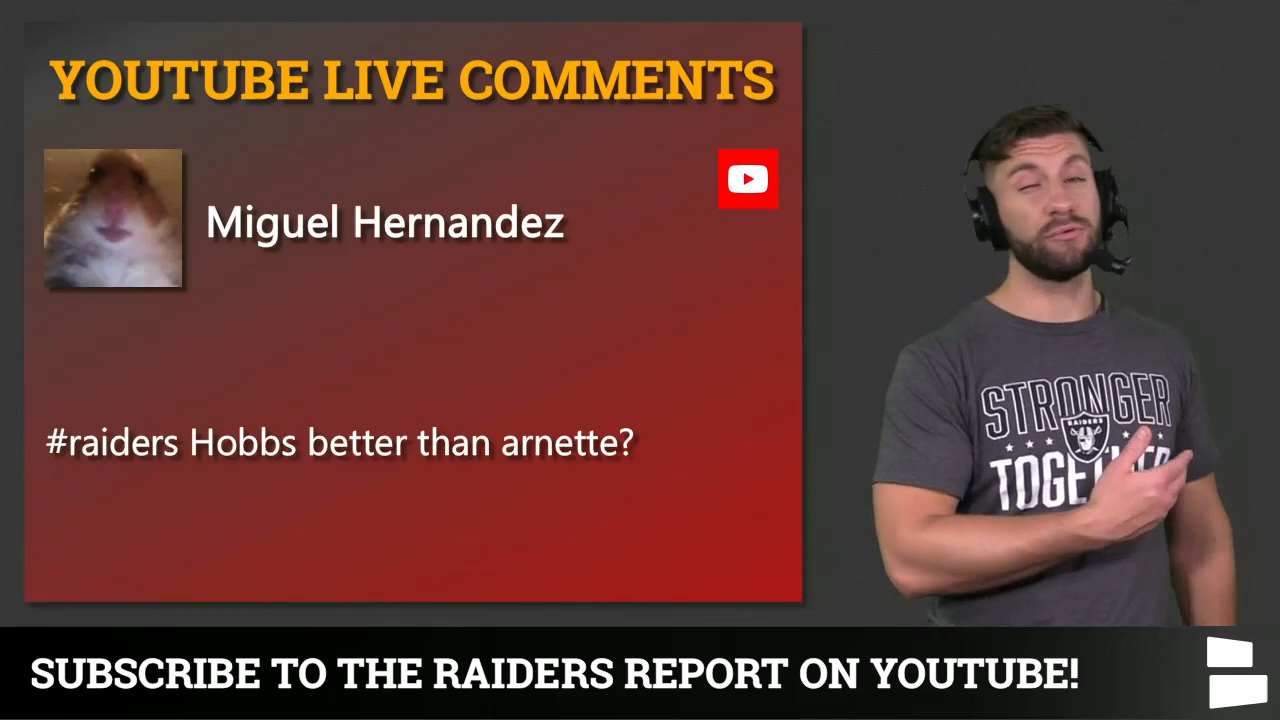 YOUTUBE LIVE COMMENTS
Miguel Hernandez
#raiders Hobbs better than arnette?
STRONGER
RAIDERS
SUBSCRIBE TO THE RAIDERS REPORT ON YOUTUBE!